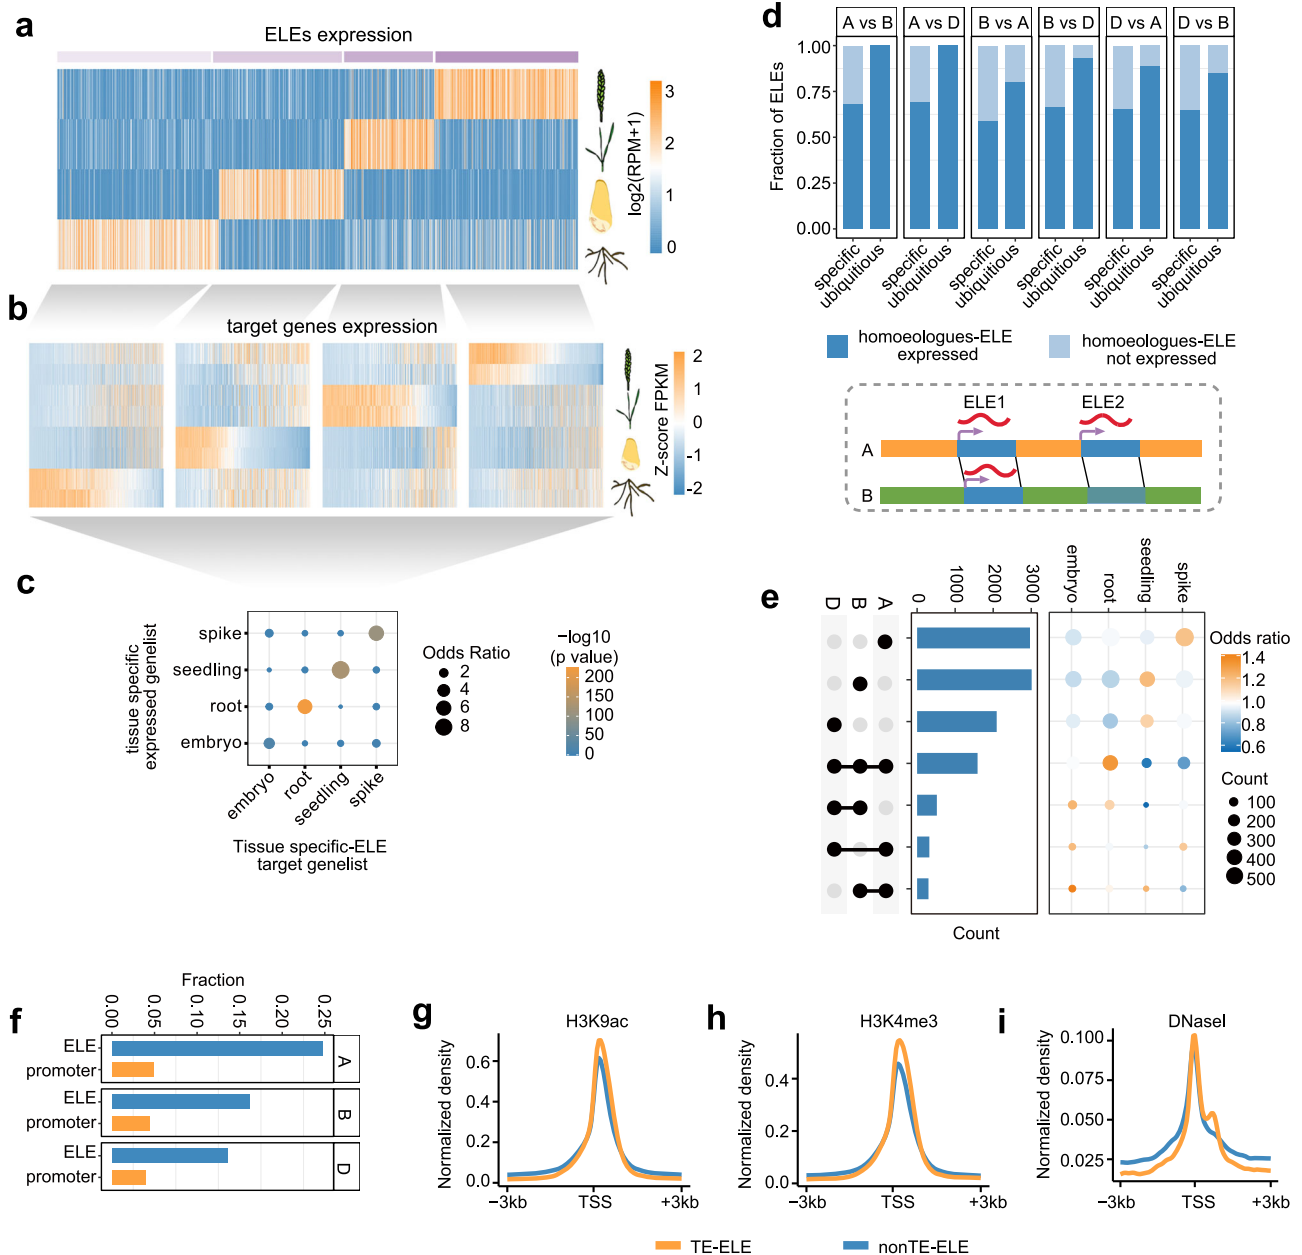 a
ELEs expression
log2(RPM+1)
3
2
1
0
b
target genes expression
Z-score FPKM
2
1
0
-1
-2
c
tissue specific
expressed genelist
spike
seedling
root
embryo
embryo
root
seedling
spike
Tissue specific-ELE
target genelist
Odds Ratio
2
4
6
8
−log10
(p value)
200
150
100
50
0
d
A vs B
A vs D
B vs A
B vs D
D vs A
D vs B
Fraction of ELEs
1.00
0.75
0.50
0.25
0.00
specific
ubiquitious
specific
ubiquitious
specific
ubiquitious
specific
ubiquitious
specific
ubiquitious
specific
ubiquitious
homoeologues-ELE
expressed
homoeologues-ELE
not expressed
ELE1
ELE2
A
B
e
D
B
A
0
1000
2000
3000
Count
embryo
root
seedling
spike
Odds ratio
1.4
1.2
1.0
0.8
0.6
Count
100
200
300
400
500
f
Fraction
0.00
0.05
0.10
0.15
0.20
0.25
ELE
promoter
A
ELE
promoter
B
ELE
promoter
D
g
H3K9ac
Normalized density
0.6
0.4
0.2
0.0
−3kb
TSS
+3kb
h
H3K4me3
Normalized density
0.4
0.2
0.0
−3kb
TSS
+3kb
i
DNaseI
Normalized density
0.100
0.075
0.050
0.025
−3kb
TSS
+3kb
TE-ELE
nonTE-ELE